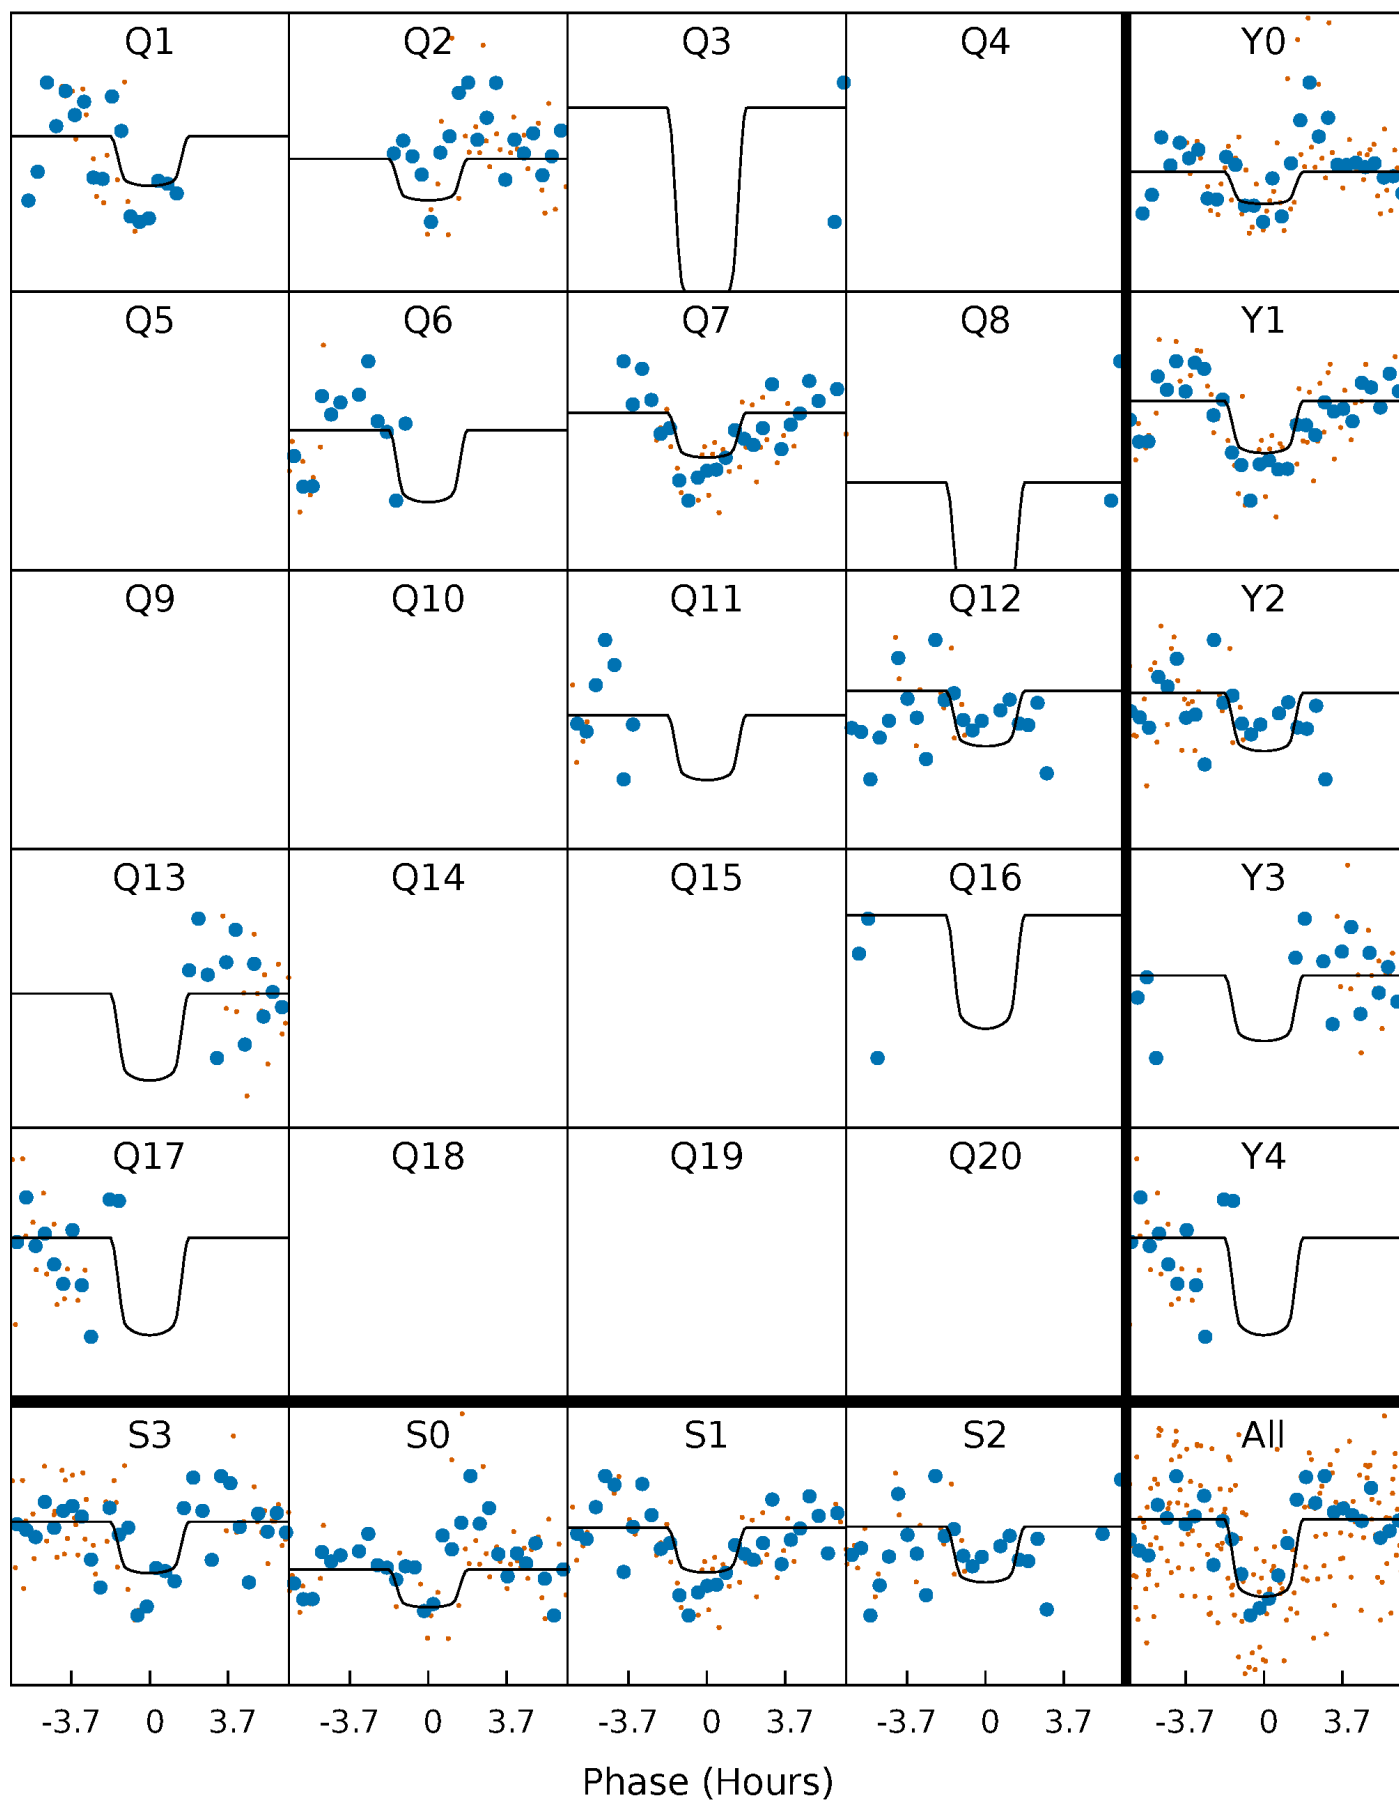 Q1 Q2 Q3 Q4 Y0
Q5 Q6 Q7 Q8 Y1
Q9 Q10 Q11 Q12 Y2
Q13 Q14 Q15 Q16 Y3
Q17 Q18 Q19 Q20 Y4
S3 S0 S1 S2 All
-3.7 0 3.7 -3.7 0 3.7 -3.7 0 3.7 -3.7 0 3.7 -3.7 0 3.7
Phase (Hours)